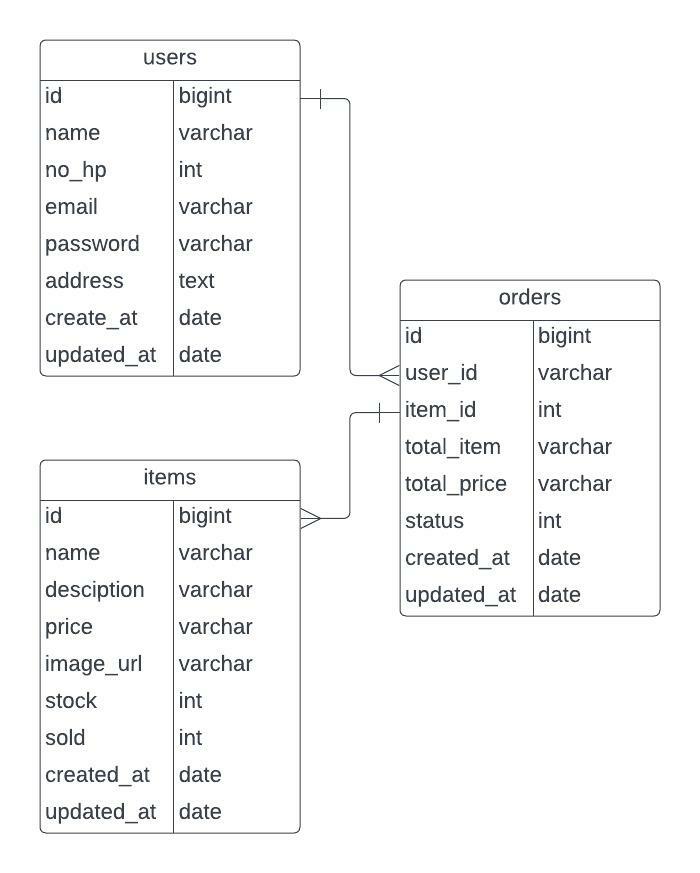 users
id bigint
name varchar
no_hp int
email varchar
password varchar
address text
create_at date
updated_at date
orders
id bigint
user_id varchar
item_id int
total_item varchar
total_price varchar
status int
created_at date
updated_at date
items
id bigint
name varchar
desciption varchar
price varchar
image_url varchar
stock int
sold int
created_at date
updated_at date